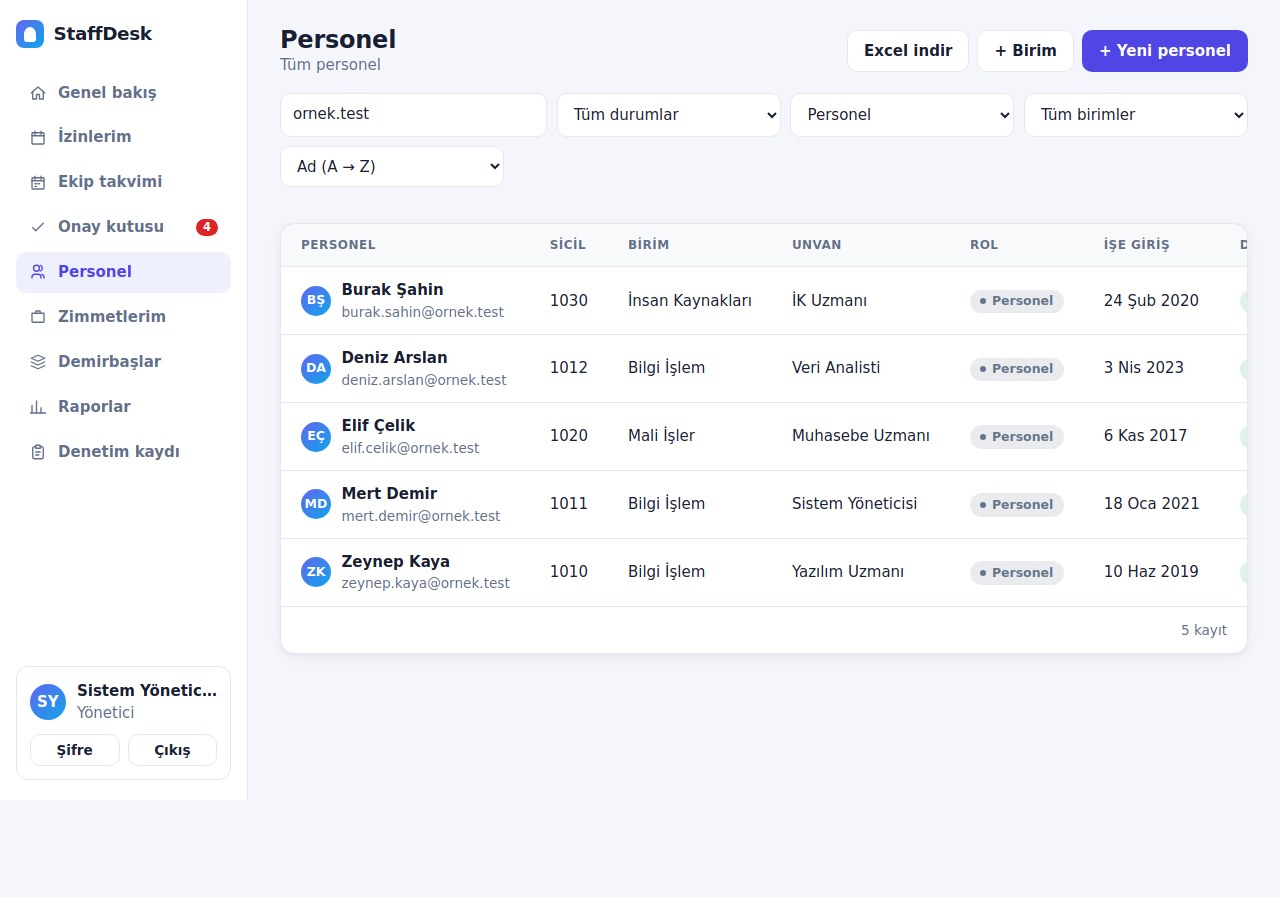 StaffDesk
Genel bakış
İzinlerim
Ekip takvimi
Onay kutusu 4
Personel
Zimmetlerim
Demirbaşlar
Raporlar
Denetim kaydı
SY Sistem Yönetic...
Yönetici
Şifre Çıkış
Personel
Tüm personel
Excel indir + Birim + Yeni personel
ornek.test Tüm durumlar Personel Tüm birimler
Ad (A → Z)
PERSONEL SİCİL BİRİM UNVAN ROL İŞE GİRİŞ
BŞ Burak Şahin 1030 İnsan Kaynakları İK Uzmanı Personel 24 Şub 2020
burak.sahin@ornek.test
DA Deniz Arslan 1012 Bilgi İşlem Veri Analisti Personel 3 Nis 2023
deniz.arslan@ornek.test
EÇ Elif Çelik 1020 Mali İşler Muhasebe Uzmanı Personel 6 Kas 2017
elif.celik@ornek.test
MD Mert Demir 1011 Bilgi İşlem Sistem Yöneticisi Personel 18 Oca 2021
mert.demir@ornek.test
ZK Zeynep Kaya 1010 Bilgi İşlem Yazılım Uzmanı Personel 10 Haz 2019
zeynep.kaya@ornek.test
5 kayıt